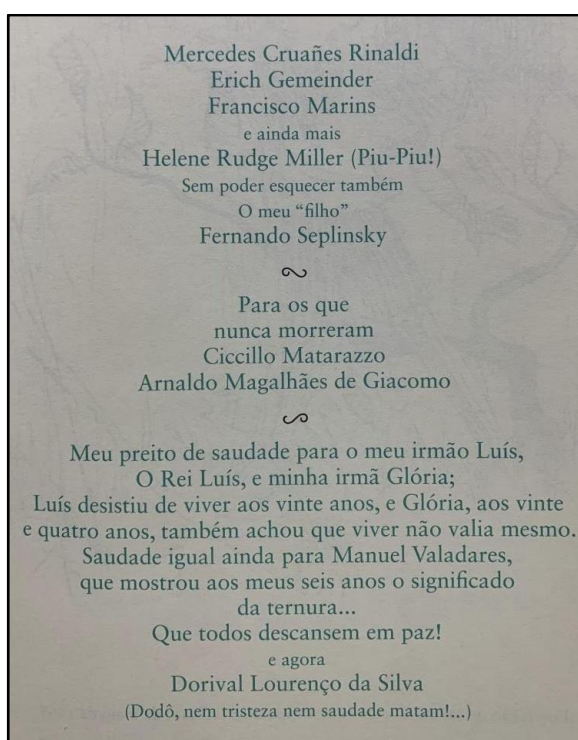 Mercedes Cruañes Rinaldi
Erich Gemeinder
Francisco Marins
e ainda mais
Helene Rudge Miller (Piu-Piu!)
Sem poder esquecer também
O meu “filho”
Fernando Seplinsky
Para os que
nunca morreram
Ciccillo Matarazzo
Arnaldo Magalhães de Giacomo
Meu preito de saudade para o meu irmão Luís,
O Rei Luís, e minha irmã Glória;
Luís desistiu de viver aos vinte anos, e Glória, aos vinte
e quatro anos, também achou que viver não valia mesmo.
Saudade igual ainda para Manuel Valadares,
que mostrou aos meus seis anos o significado
da ternura...
Que todos descansem em paz!
e agora
Dorival Lourenço da Silva
(Dodô, nem tristeza nem saudade matam!...)